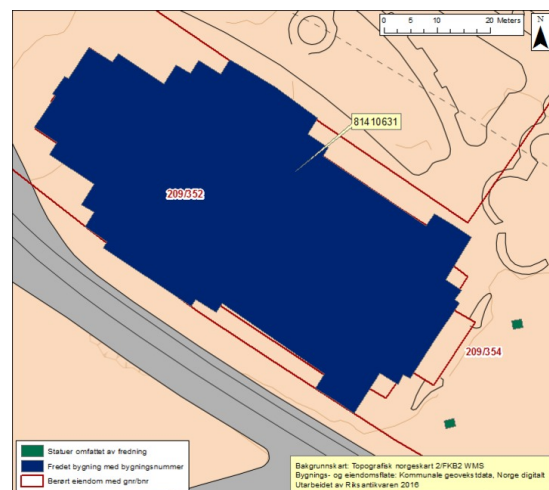 0 5 10 20 Meters
N
81410631
209/352
209/354
Statuer omfattet av fredning
Fredet bygning med bygningsnummer
Berørt eiendom med gnr/bnr
Bakgrunnskart: Topografisk norgeskart 2/FKB2 WMS
Bygnings- og eiendomsflate: Kommunale geovekstdata, Norge digitalt
Utarbeidet av Riksantikvaren 2016